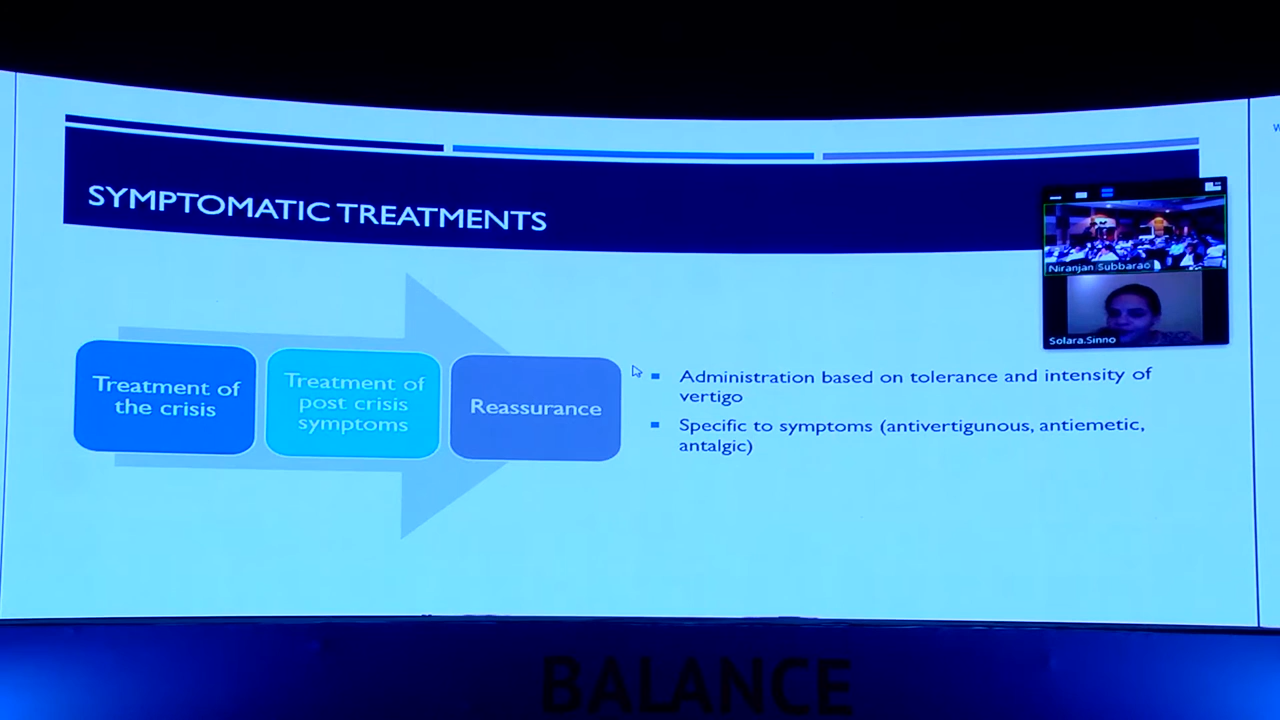 SYMPTOMATIC TREATMENTS
Niranjan Subbarao
Solara.Sinno
Treatment of
the crisis
Treatment of
post crisis
symptoms
Reassurance
Administration based on tolerance and intensity of
vertigo
Specific to symptoms (antivertigunous, antiemetic,
antalgic)
BALANCE